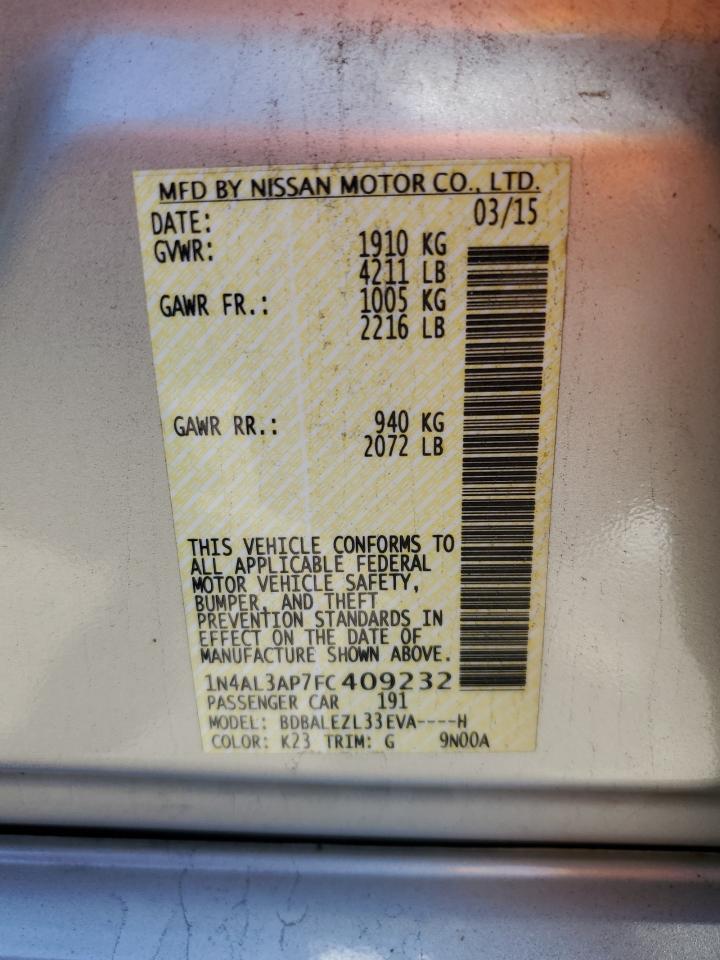 MFD BY NISSAN MOTOR CO., LTD.
DATE: 03/15
GVWR: 1910 KG
4211 LB
GAWR FR.: 1005 KG
2216 LB
GAWR RR.: 940 KG
2072 LB
THIS VEHICLE CONFORMS TO
ALL APPLICABLE FEDERAL
MOTOR VEHICLE SAFETY,
BUMPER, AND THEFT
PREVENTION STANDARDS IN
EFFECT ON THE DATE OF
MANUFACTURE SHOWN ABOVE.
1N4AL3AP7FC409232
PASSENGER CAR 191
MODEL: BDBALEZL33EVA----H
COLOR: K23 TRIM: G 9N00A